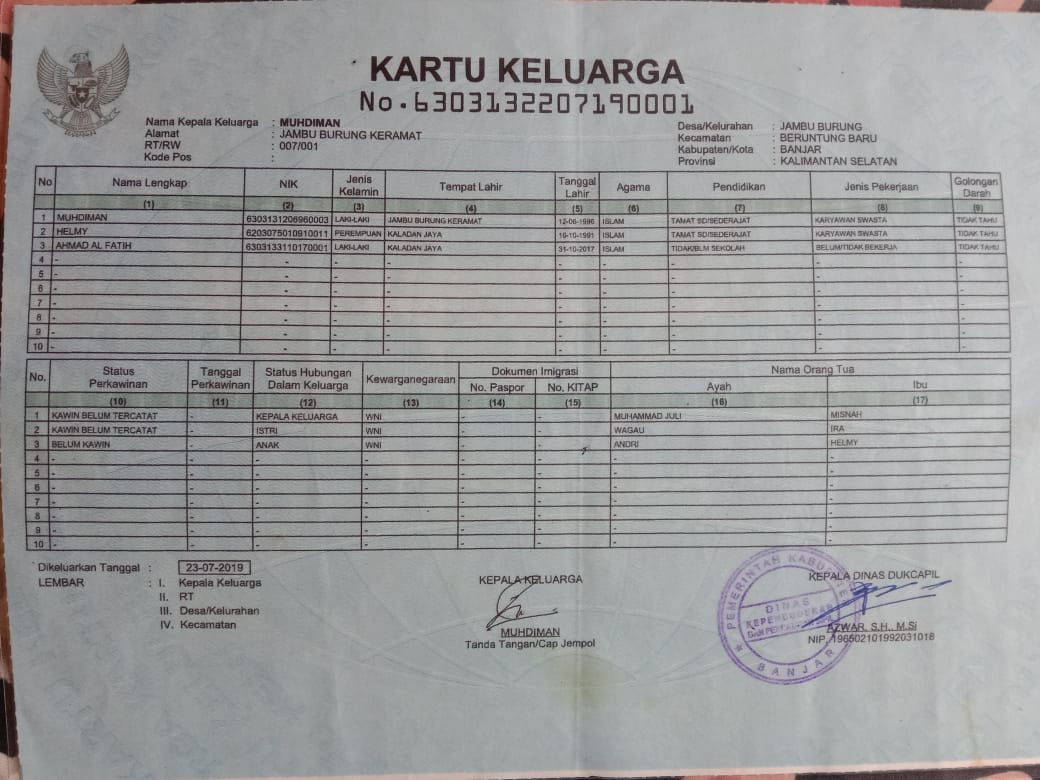 KARTU KELUARGA
No.6303132207190001
Nama Kepala Keluarga : MUHDIMAN
Alamat : JAMBU BURUNG KERAMAT
RT/RW : 007/001
Kode Pos :
Desa/Kelurahan : JAMBU BURUNG
Kecamatan : BERUNTUNG BARU
Kabupaten/Kota : BANJAR
Provinsi : KALIMANTAN SELATAN
No Nama Lengkap NIK Jenis Kelamin Tempat Lahir Tanggal Lahir Agama Pendidikan Jenis Pekerjaan Golongan Darah
(1) (2) (3) (4) (5) (6) (7) (8) (9)
1 MUHDIMAN 6303131206960003 LAKI-LAKI JAMBU BURUNG KERAMAT 12-06-1996 ISLAM TAMAT SD/SEDERAJAT KARYAWAN SWASTA TIDAK TAHU
2 HELMY 6203075010910011 PEREMPUAN KALADAN JAYA 10-10-1991 ISLAM TAMAT SD/SEDERAJAT KARYAWAN SWASTA TIDAK TAHU
3 AHMAD AL FATIH 6303133110170001 LAKI-LAKI KALADAN JAYA 31-10-2017 ISLAM TIDAK/BLM SEKOLAH BELUM/TIDAK BEKERJA TIDAK TAHU
4 - - - - - - - -
5 - - - - - - - -
6 - - - - - - - -
7 - - - - - - - -
8 - - - - - - - -
9 - - - - - - - -
10 - - - - - - - -
No. Status Perkawinan Tanggal Perkawinan Status Hubungan Dalam Keluarga Kewarganegaraan Dokumen Imigrasi No. Paspor No. KITAP Nama Orang Tua Ayah Ibu
(10) (11) (12) (13) (14) (15) (16) (17)
1 KAWIN BELUM TERCATAT - KEPALA KELUARGA WNI - - MUHAMMAD JULI MISNAH
2 KAWIN BELUM TERCATAT - ISTRI WNI - - WAGAU IRA
3 BELUM KAWIN - ANAK WNI - - ANDRI HELMY
4 - - - - - - - -
5 - - - - - - - -
6 - - - - - - - -
7 - - - - - - - -
8 - - - - - - - -
9 - - - - - - - -
10 - - - - - - - -
Dikeluarkan Tanggal : 23-07-2019
LEMBAR : I. Kepala Keluarga
II. RT
III. Desa/Kelurahan
IV. Kecamatan
KEPALA KELUARGA
MUHDIMAN
Tanda Tangan/Cap Jempol
KEPALA DINAS DUKCAPIL
AZWAR, S.H., M.Si
NIP. 196502101992031018
PEMERINTAH
DINAS
KEPENDUDUKAN
BANJAR